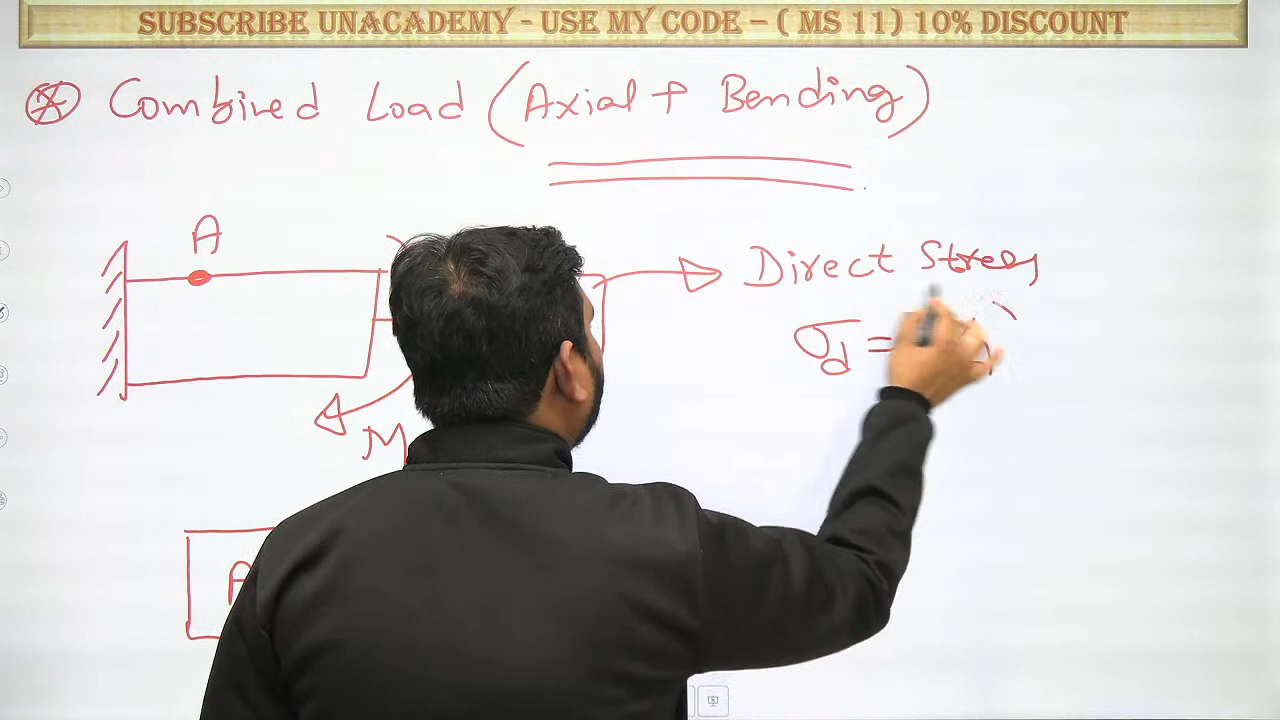 SUBSCRIBE UNACADEMY - USE MY CODE – ( MS 11) 10% DISCOUNT
Combined Load (Axial + Bending)
A
Direct Stress
σd =
M
A